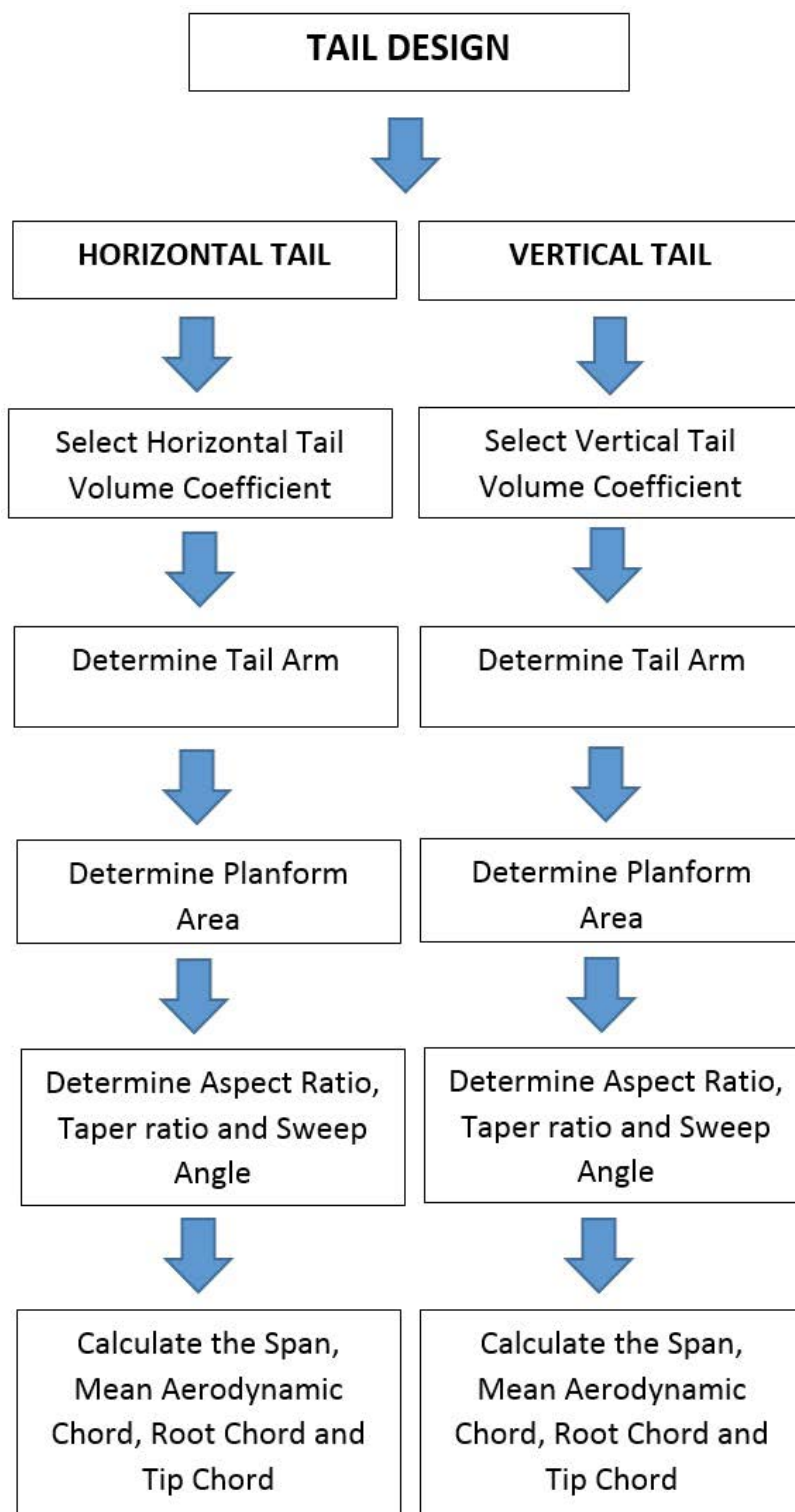 TAIL DESIGN
HORIZONTAL TAIL
VERTICAL TAIL
Select Horizontal Tail
Volume Coefficient
Select Vertical Tail
Volume Coefficient
Determine Tail Arm
Determine Tail Arm
Determine Planform
Area
Determine Planform
Area
Determine Aspect Ratio,
Taper ratio and Sweep
Angle
Determine Aspect Ratio,
Taper ratio and Sweep
Angle
Calculate the Span,
Mean Aerodynamic
Chord, Root Chord and
Tip Chord
Calculate the Span,
Mean Aerodynamic
Chord, Root Chord and
Tip Chord